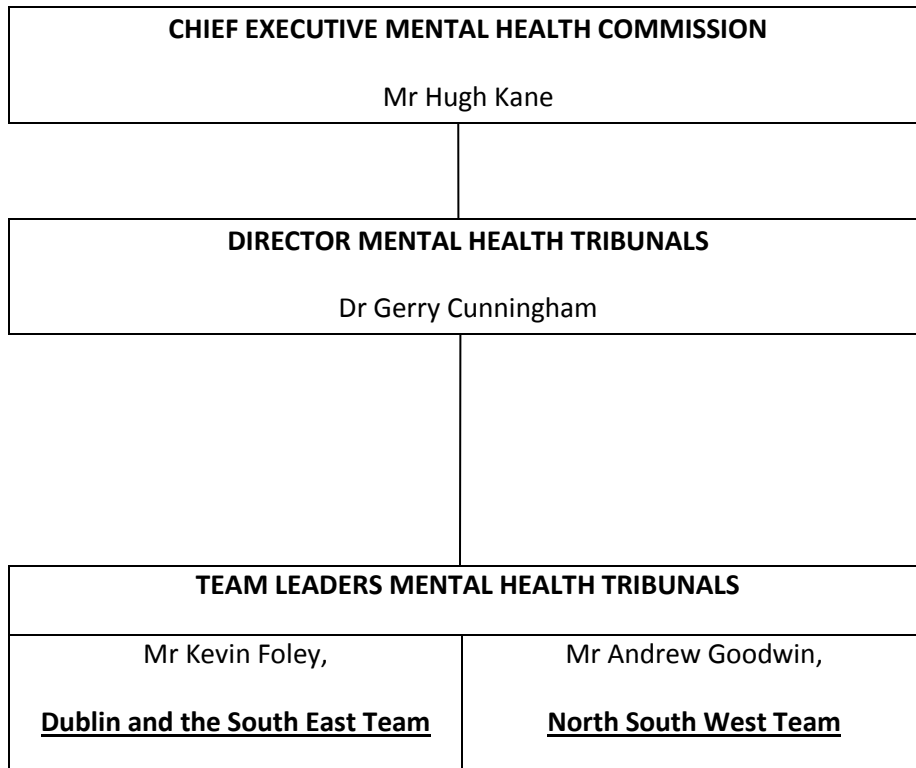 CHIEF EXECUTIVE MENTAL HEALTH COMMISSION
Mr Hugh Kane
DIRECTOR MENTAL HEALTH TRIBUNALS
Dr Gerry Cunningham
TEAM LEADERS MENTAL HEALTH TRIBUNALS
Mr Kevin Foley,
Dublin and the South East Team
Mr Andrew Goodwin,
North South West Team